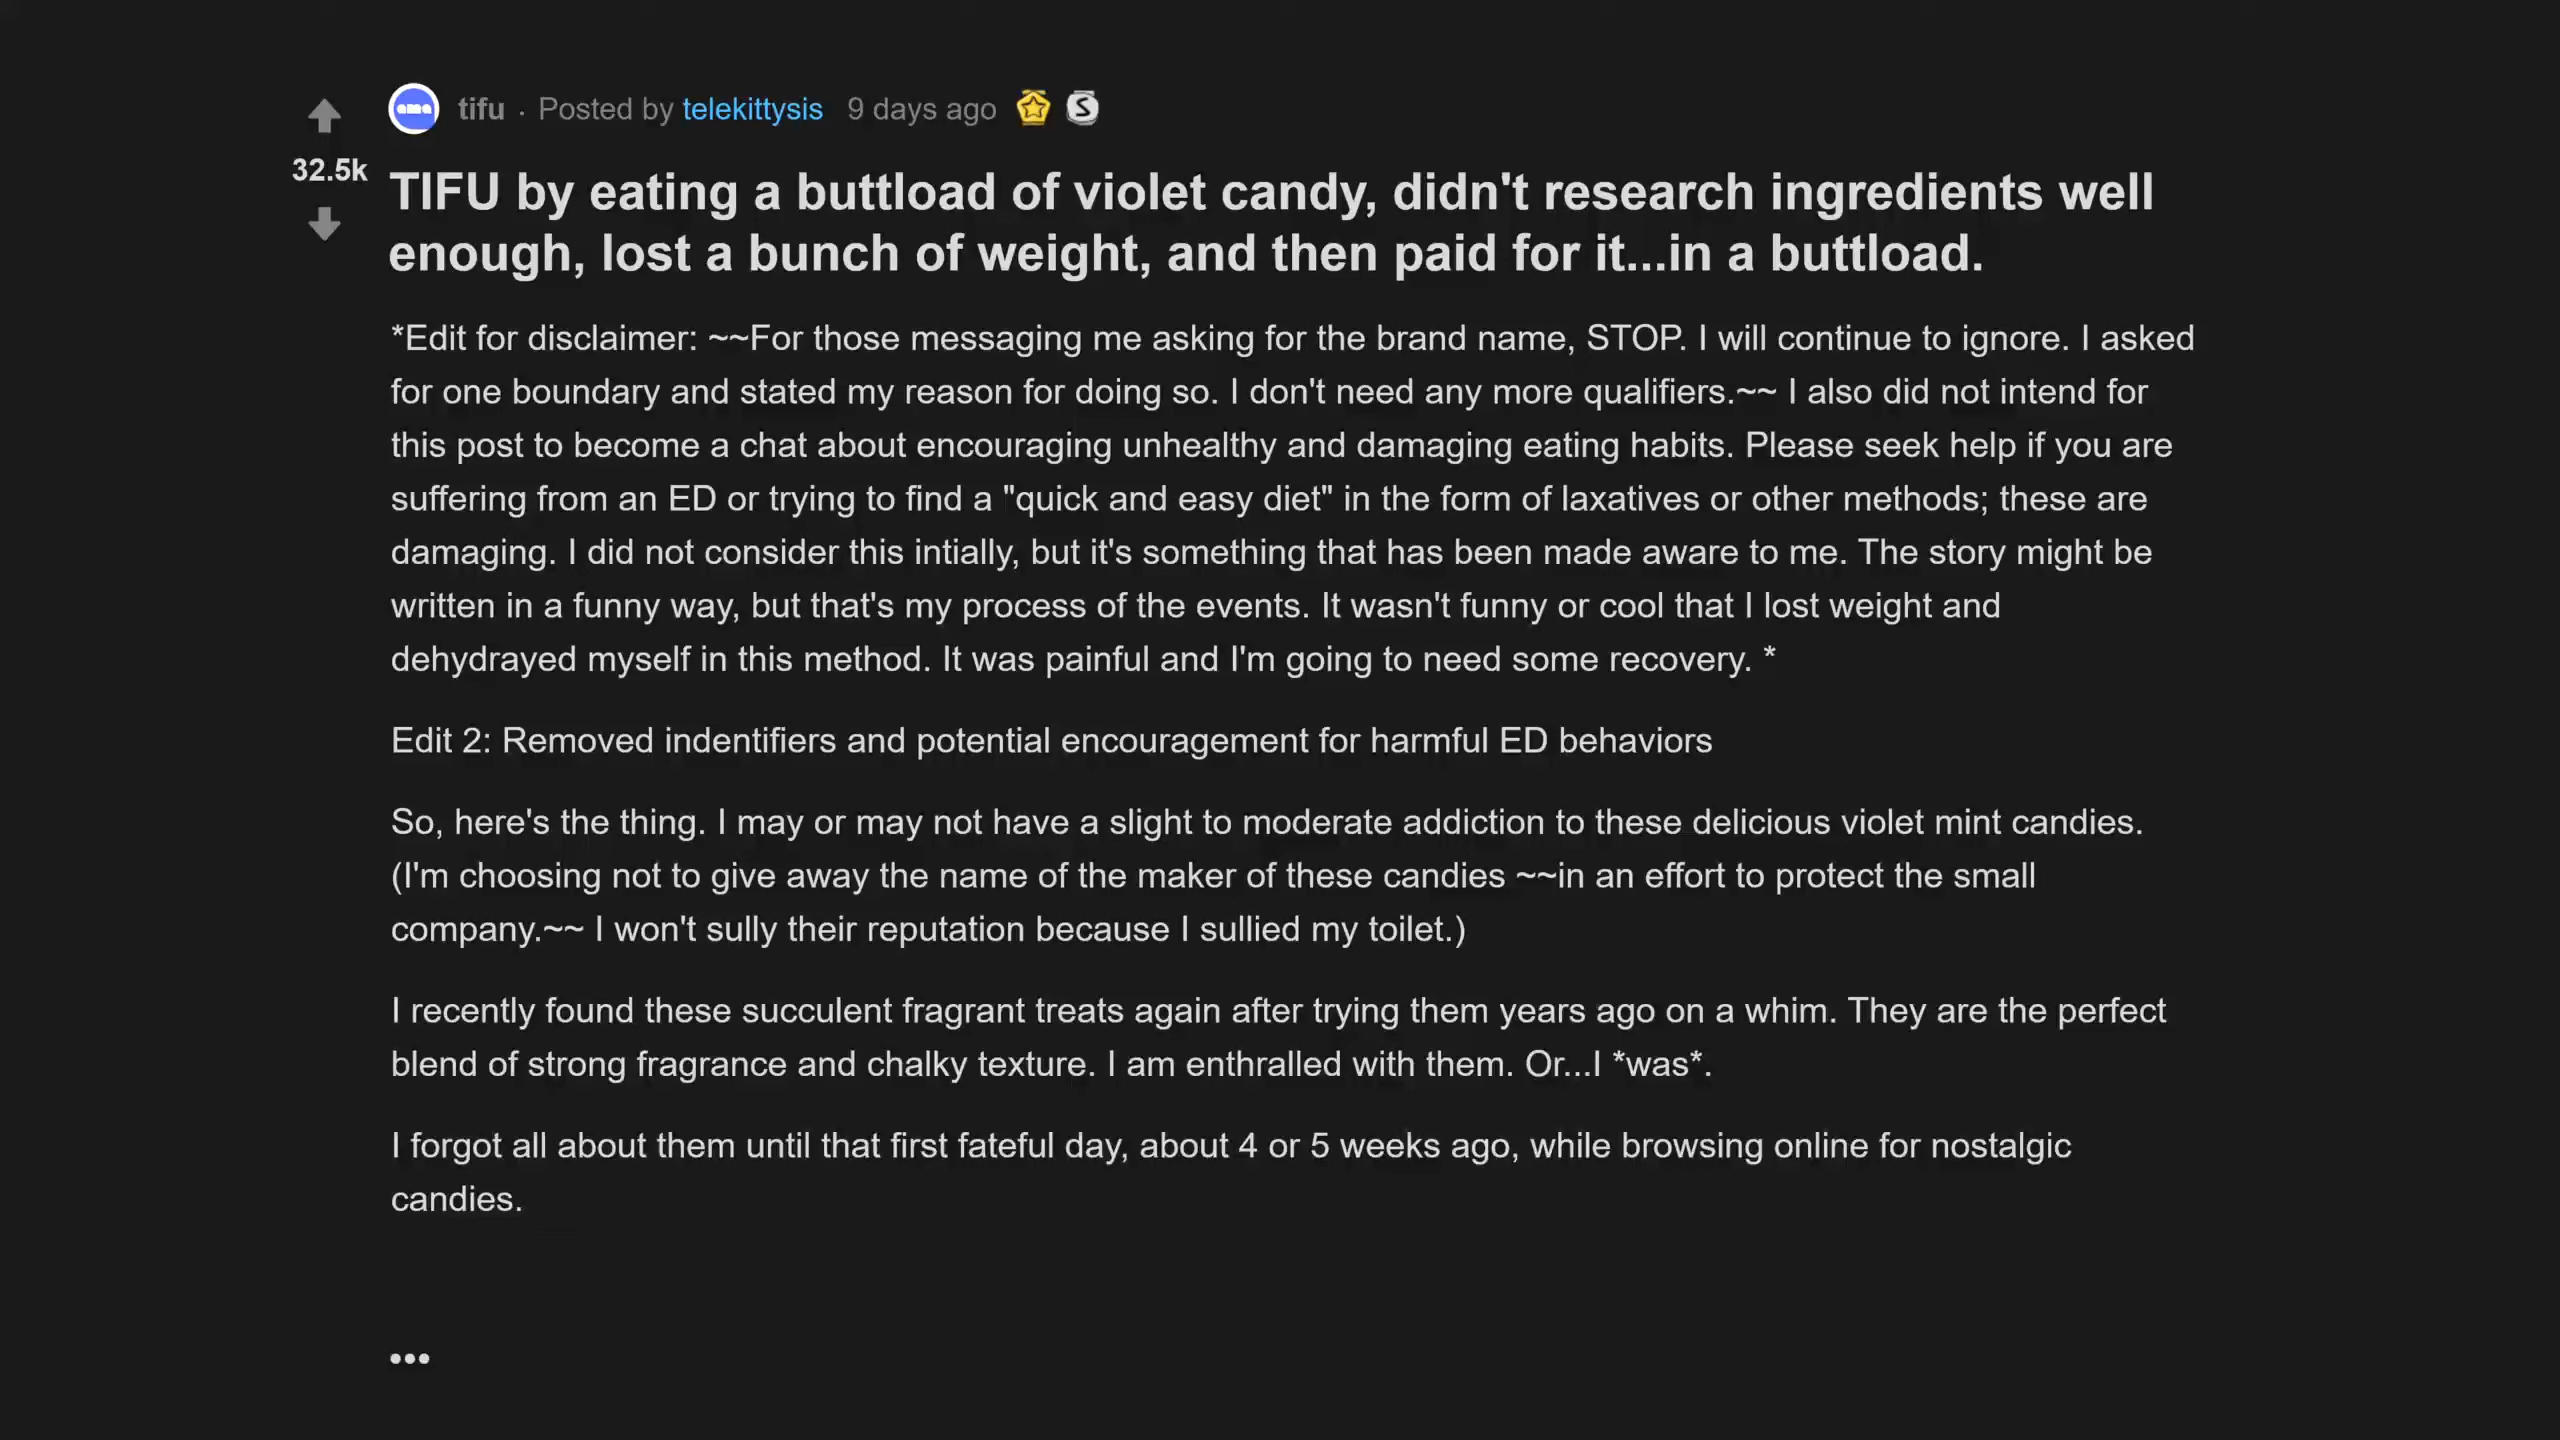 ama tifu · Posted by telekittysis 9 days ago S
32.5k
TIFU by eating a buttload of violet candy, didn't research ingredients well
enough, lost a bunch of weight, and then paid for it...in a buttload.
*Edit for disclaimer: ~~For those messaging me asking for the brand name, STOP. I will continue to ignore. I asked
for one boundary and stated my reason for doing so. I don't need any more qualifiers.~~ I also did not intend for
this post to become a chat about encouraging unhealthy and damaging eating habits. Please seek help if you are
suffering from an ED or trying to find a "quick and easy diet" in the form of laxatives or other methods; these are
damaging. I did not consider this intially, but it's something that has been made aware to me. The story might be
written in a funny way, but that's my process of the events. It wasn't funny or cool that I lost weight and
dehydrayed myself in this method. It was painful and I'm going to need some recovery. *
Edit 2: Removed indentifiers and potential encouragement for harmful ED behaviors
So, here's the thing. I may or may not have a slight to moderate addiction to these delicious violet mint candies.
(I'm choosing not to give away the name of the maker of these candies ~~in an effort to protect the small
company.~~ I won't sully their reputation because I sullied my toilet.)
I recently found these succulent fragrant treats again after trying them years ago on a whim. They are the perfect
blend of strong fragrance and chalky texture. I am enthralled with them. Or...I *was*.
I forgot all about them until that first fateful day, about 4 or 5 weeks ago, while browsing online for nostalgic
candies.
•••